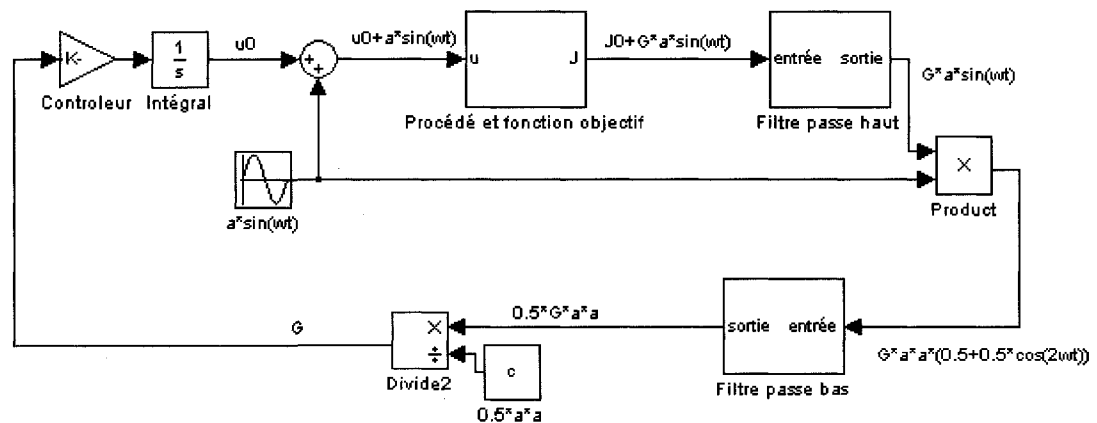 K-
Controleur
1
s
Intégral
u0
+
+
u0+a*sin(wt)
u
J
Procédé et fonction objectif
J0+G*a*sin(wt)
entrée sortie
Filtre passe haut
G*a*sin(wt)
a*sin(wt)
×
Product
G
×
÷
Divide2
0.5*G*a*a
c
0.5*a*a
sortie entrée
Filtre passe bas
G*a*a*(0.5+0.5*cos(2wt))